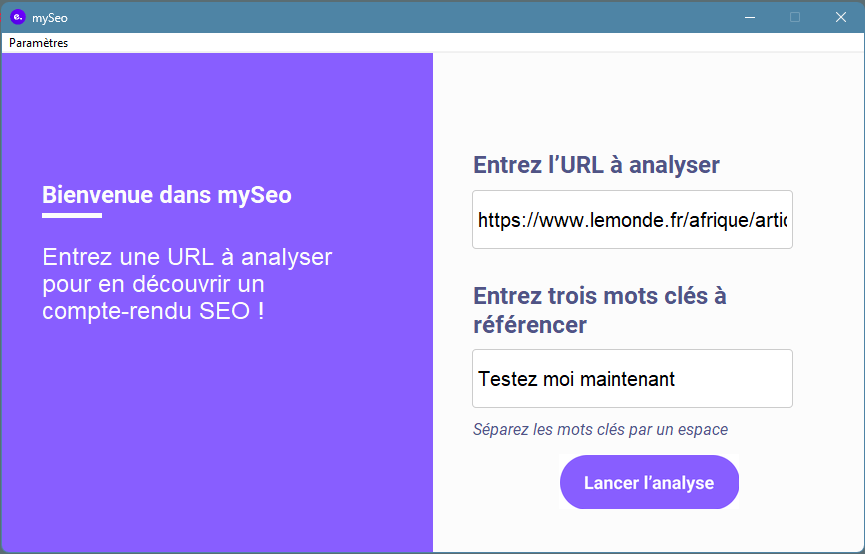 e. mySeo
Paramètres
Bienvenue dans mySeo
Entrez une URL à analyser
pour en découvrir un
compte-rendu SEO !
Entrez l’URL à analyser
https://www.lemonde.fr/afrique/artic
Entrez trois mots clés à
référencer
Testez moi maintenant
Séparez les mots clés par un espace
Lancer l’analyse